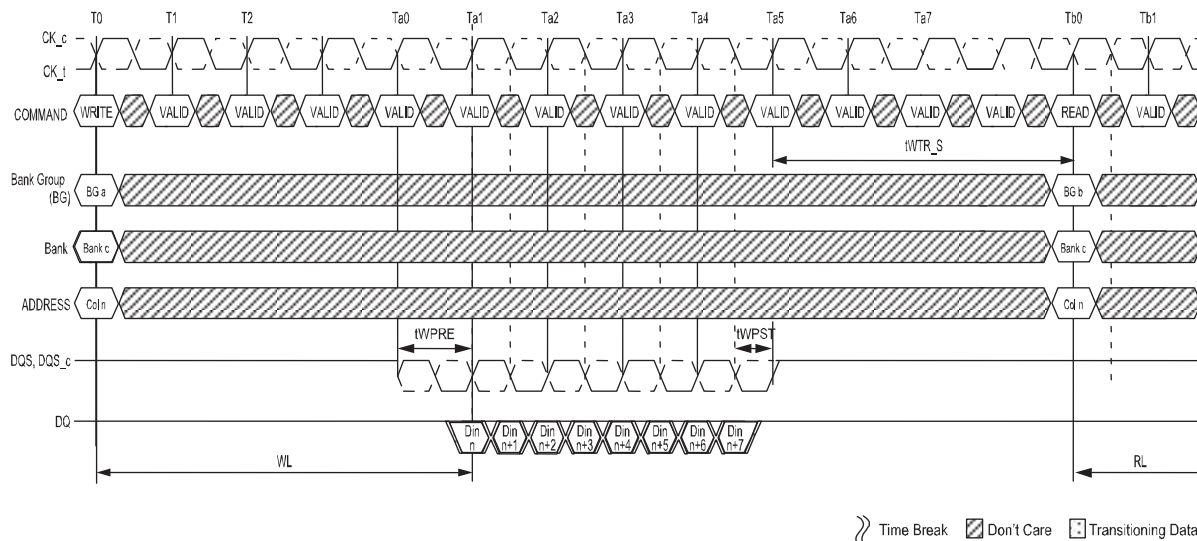 T0 T1 T2 Ta0 Ta1 Ta2 Ta3 Ta4 Ta5 Ta6 Ta7 Tb0 Tb1
CK_c
CK_t
COMMAND WRITE VALID VALID VALID VALID VALID VALID VALID VALID VALID VALID VALID VALID READ VALID
tWTR_S
Bank Group
(BG) BG a BG b
Bank Bank c Bank c
ADDRESS Col n Col n
tWPRE tWPST
DQS, DQS_c
DQ Din Din Din Din Din Din Din Din
n n+1 n+2 n+3 n+4 n+5 n+6 n+7
WL RL
Time Break Don't Care Transitioning Data